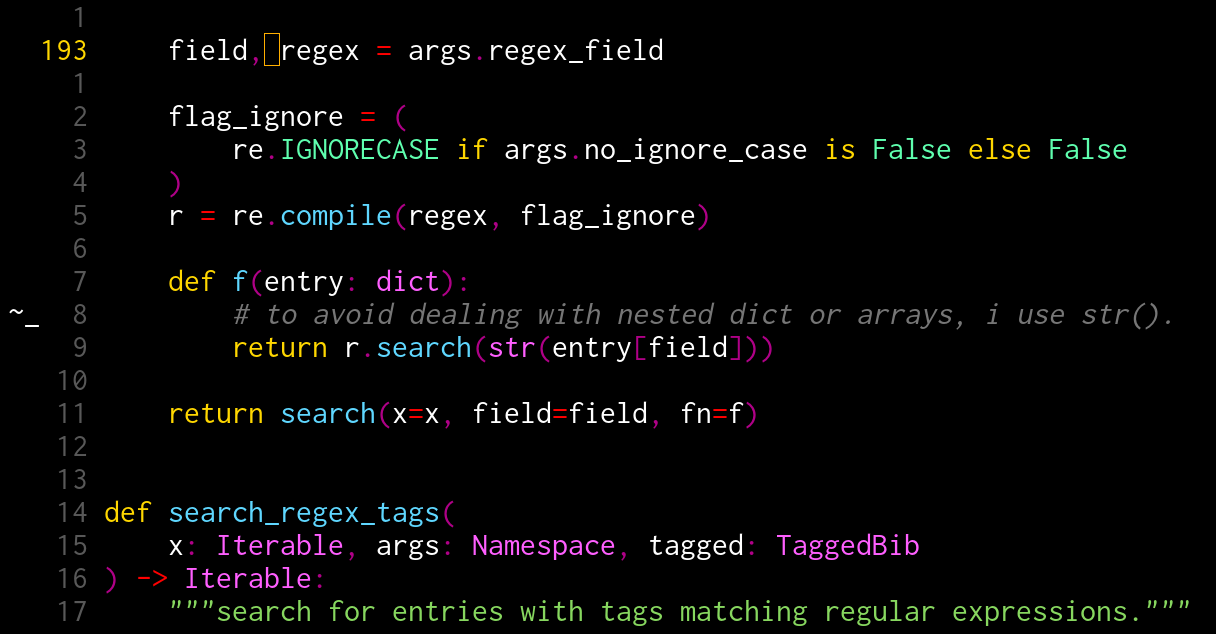 1
193 field, regex = args.regex_field
1
2 flag_ignore = (
3 re.IGNORECASE if args.no_ignore_case is False else False
4 )
5 r = re.compile(regex, flag_ignore)
6
7 def f(entry: dict):
~_ 8 # to avoid dealing with nested dict or arrays, i use str().
9 return r.search(str(entry[field]))
10
11 return search(x=x, field=field, fn=f)
12
13
14 def search_regex_tags(
15 x: Iterable, args: Namespace, tagged: TaggedBib
16 ) -> Iterable:
17 """search for entries with tags matching regular expressions."""